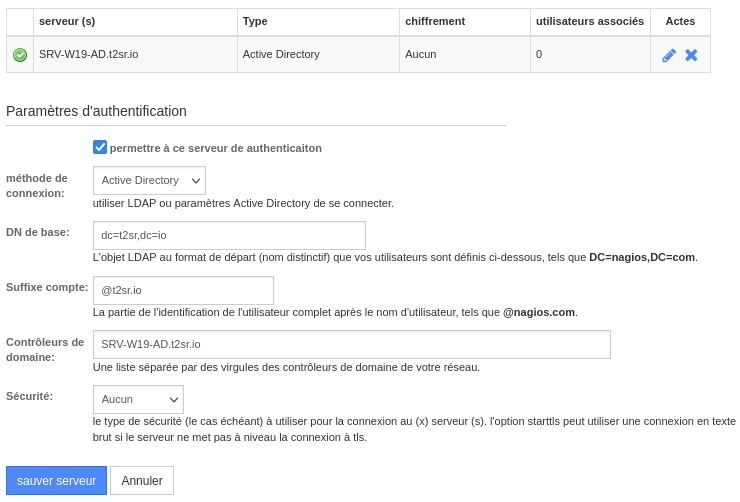 serveur (s) Type chiffrement utilisateurs associés Actes
SRV-W19-AD.t2sr.io Active Directory Aucun 0
Paramètres d'authentification
permettre à ce serveur de authenticaiton
méthode de connexion: Active Directory
utiliser LDAP ou paramètres Active Directory de se connecter.
DN de base: dc=t2sr,dc=io
L'objet LDAP au format de départ (nom distinctif) que vos utilisateurs sont définis ci-dessous, tels que DC=nagios,DC=com.
Suffixe compte: @t2sr.io
La partie de l'identification de l'utilisateur complet après le nom d'utilisateur, tels que @nagios.com.
Contrôleurs de domaine: SRV-W19-AD.t2sr.io
Une liste séparée par des virgules des contrôleurs de domaine de votre réseau.
Sécurité: Aucun
le type de sécurité (le cas échéant) à utiliser pour la connexion au (x) serveur (s). l'option starttls peut utiliser une connexion en texte
brut si le serveur ne met pas à niveau la connexion à tls.
sauver serveur Annuler